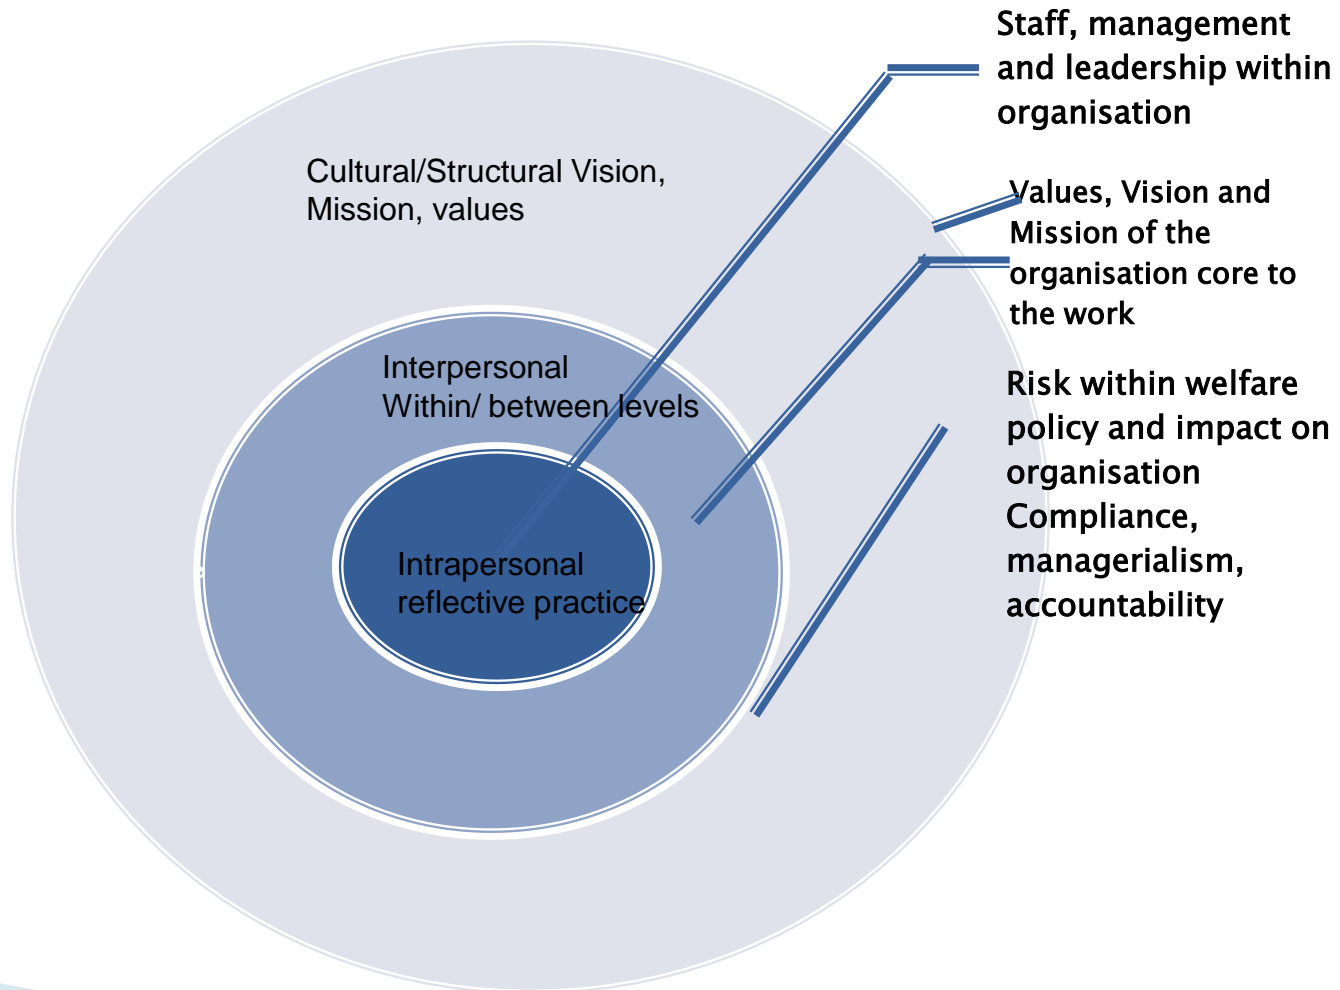 Staff, management
and leadership within
organisation
Cultural/Structural Vision,
Mission, values
Values, Vision and
Mission of the
organisation core to
the work
Interpersonal
Within/ between levels
Risk within welfare
policy and impact on
organisation
Compliance,
managerialism,
accountability
Intrapersonal
reflective practice